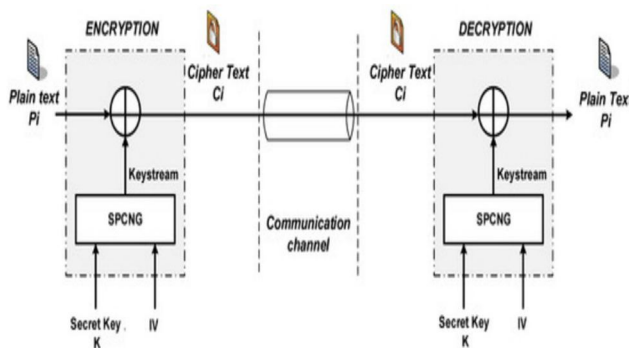 ENCRYPTION
DECRYPTION
Plain text
Pi
Cipher Text
Ci
Cipher Text
Ci
Plain Tex
Pi
Keystream
Keystream
SPCNG
SPCNG
Communication
channel
Secret Key .
K
IV
Secret Key
K
IV